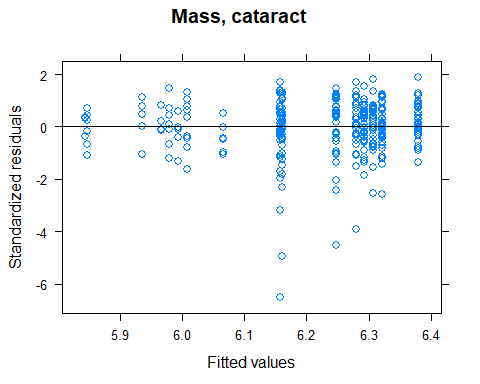 Mass, cataract
Standardized residuals
2
0
-2
-4
-6
5.9 6.0 6.1 6.2 6.3 6.4
Fitted values